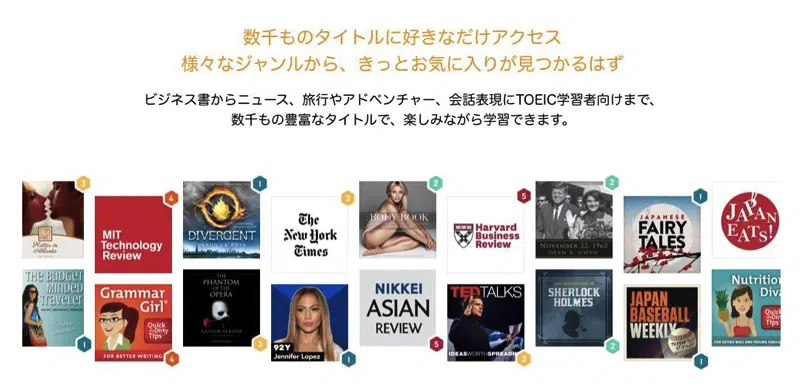 数千ものタイトルに好きなだけアクセス
様々なジャンルから、きっとお気に入りが見つかるはず
ビジネス書からニュース、旅行やアドベンチャー、会話表現にTOEIC学習者向けまで、
数千もの豊富なタイトルで、楽しみながら学習できます。
3
4
1
3
2
5
2
1
MIT
Technology
Review
DIVERGENT
The
New York
Times
BODY BOOK
Harvard
Business
Review
NOVEMBER 22, 1963
DEAN R. OWEN
JAPANESE
FAIRY
TALES
JAPAN
EATS!
THE BUDGET
MINDED
Traveler
1
Grammar
Girl
Quick
and Dirty
Tips
FOR BETTER WRITING
4
THE
PHANTOM
OF THE
OPERA
GASTON LEROUX
3
92Y
Jennifer Lopez
1
NIKKEI
ASIAN
REVIEW
5
TED TALKS
IDEAS WORTH SPREADING
3
SHERLOCK
HOLMES
2
JAPAN
BASEBALL
WEEKLY
1
Nutrition
Diva
Quick
and Dirty
Tips